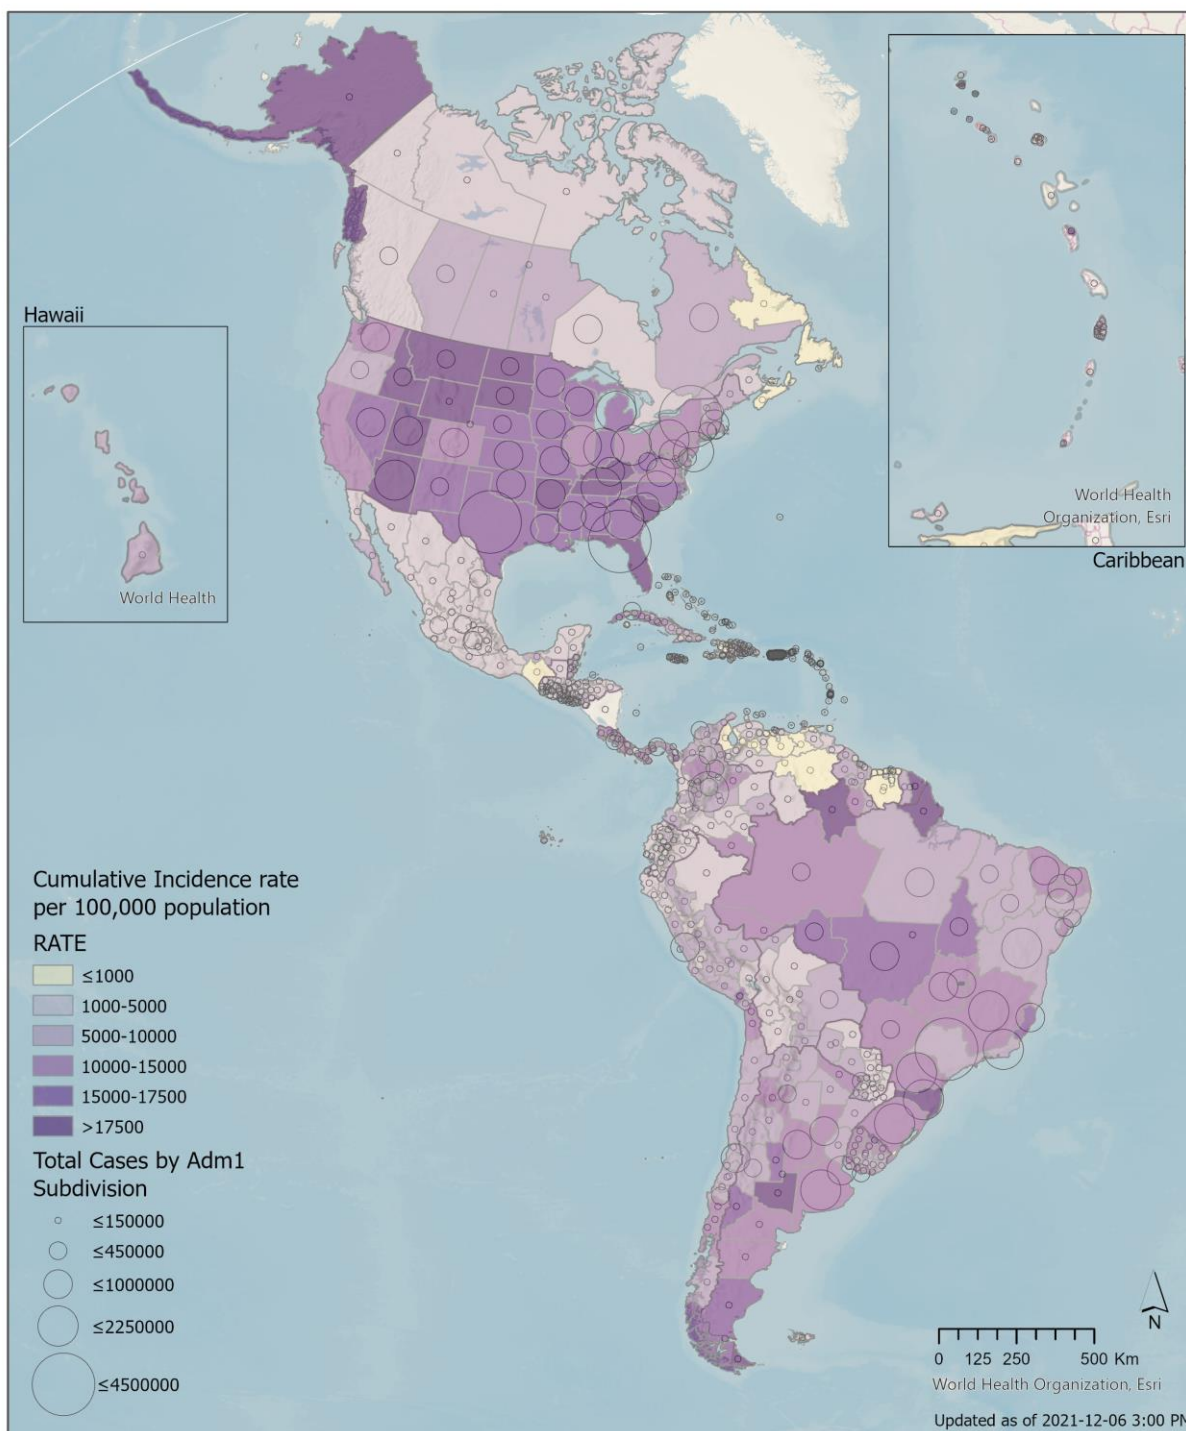 Hawaii
World Health
World Health
Organization, Esri
Caribbean
Cumulative Incidence rate
per 100,000 population
RATE
≤1000
1000-5000
5000-10000
10000-15000
15000-17500
>17500
Total Cases by Adm1
Subdivision
≤150000
≤450000
≤1000000
≤2250000
≤4500000
N
0 125 250 500 Km
World Health Organization, Esri
Updated as of 2021-12-06 3:00 PM